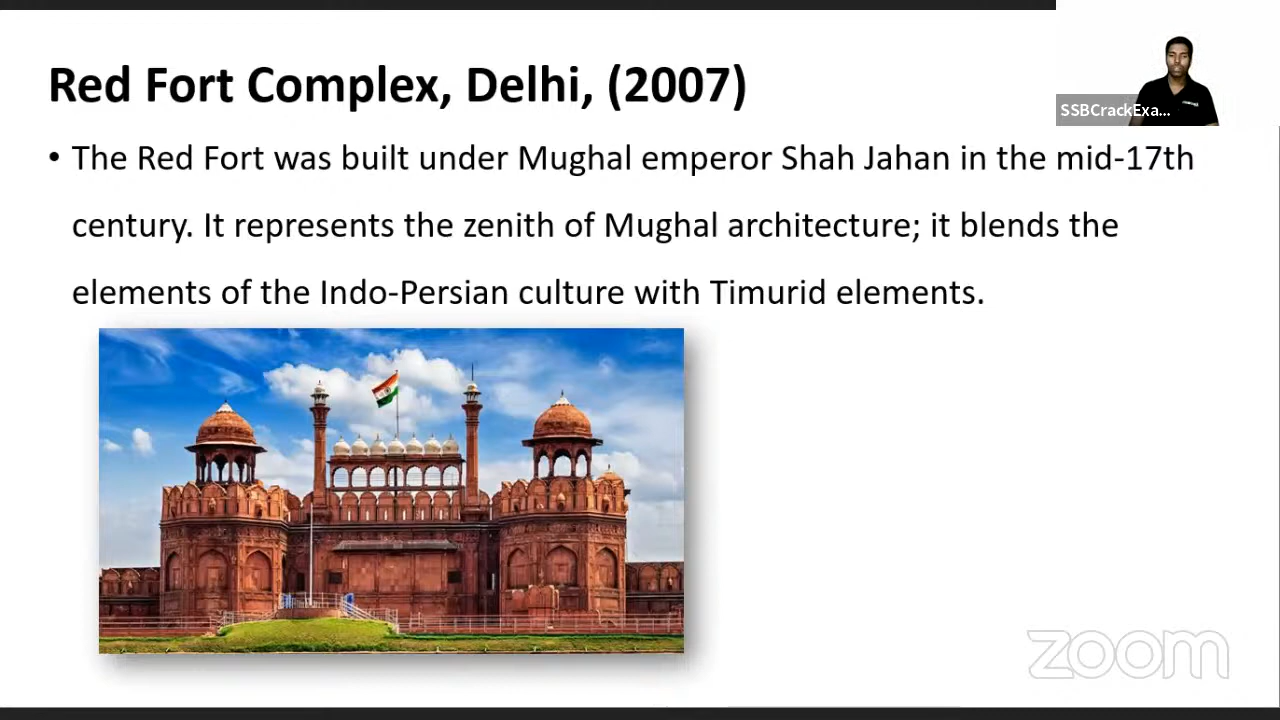 Red Fort Complex, Delhi, (2007)
SSBCrackExa...
• The Red Fort was built under Mughal emperor Shah Jahan in the mid-17th
century. It represents the zenith of Mughal architecture; it blends the
elements of the Indo-Persian culture with Timurid elements.
zoom